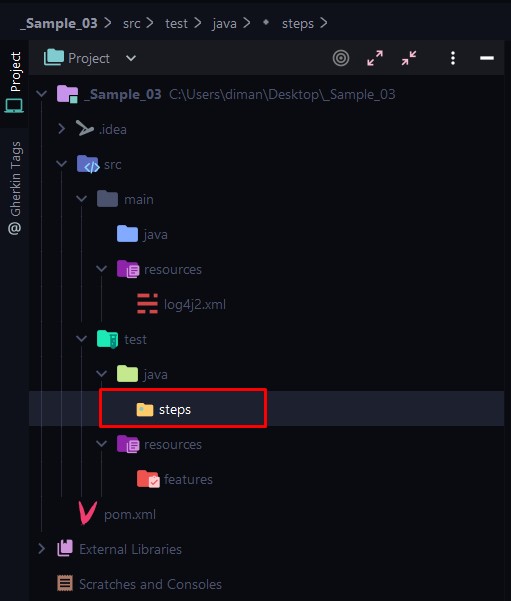 _Sample_03 > src > test > java > steps >
Project
Project
Gherkin Tags
_Sample_03 C:\Users\diman\Desktop\_Sample_03
.idea
src
main
java
resources
log4j2.xml
test
java
steps
resources
features
pom.xml
External Libraries
Scratches and Consoles